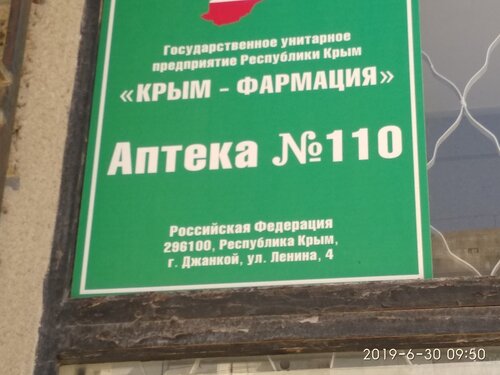 Государственное унитарное
предприятие Республики Крым
«КРЫМ - ФАРМАЦИЯ»
Аптека №110
Российская Федерация
296100, Республика Крым,
г. Джанкой, ул. Ленина, 4
2019-6-30 09:50